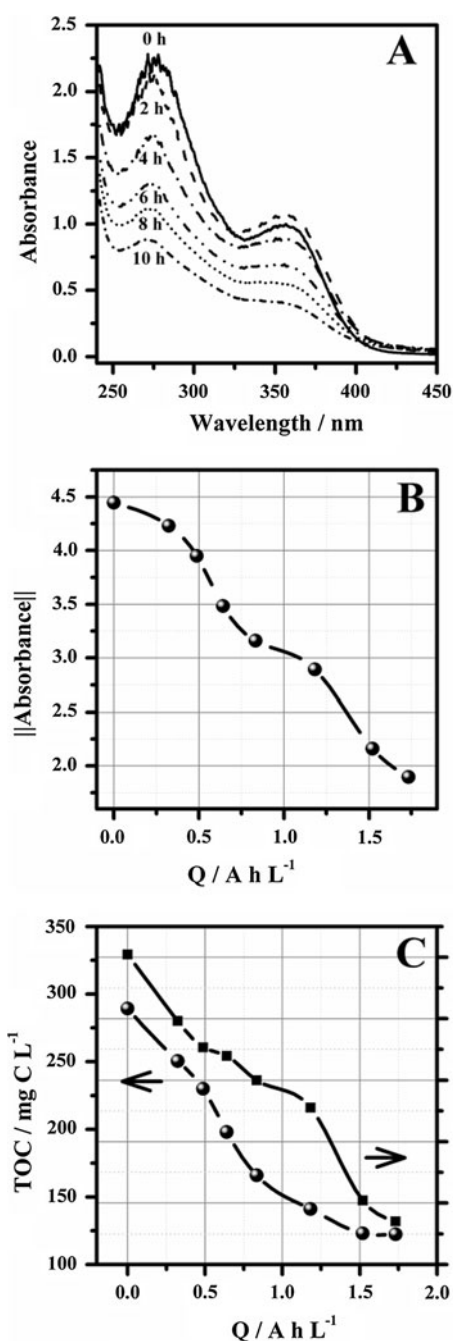 A
0 h
2 h
4 h
6 h
8 h
10 h
2.5
2.0
1.5
1.0
0.5
0.0
Absorbance
250 300 350 400 450
Wavelength / nm
B
4.5
4.0
3.5
3.0
2.5
2.0
||Absorbance||
0.0 0.5 1.0 1.5
Q / A h L⁻¹
C
350
300
250
200
150
100
TOC / mg C L⁻¹
0.0 0.5 1.0 1.5 2.0
Q / A h L⁻¹